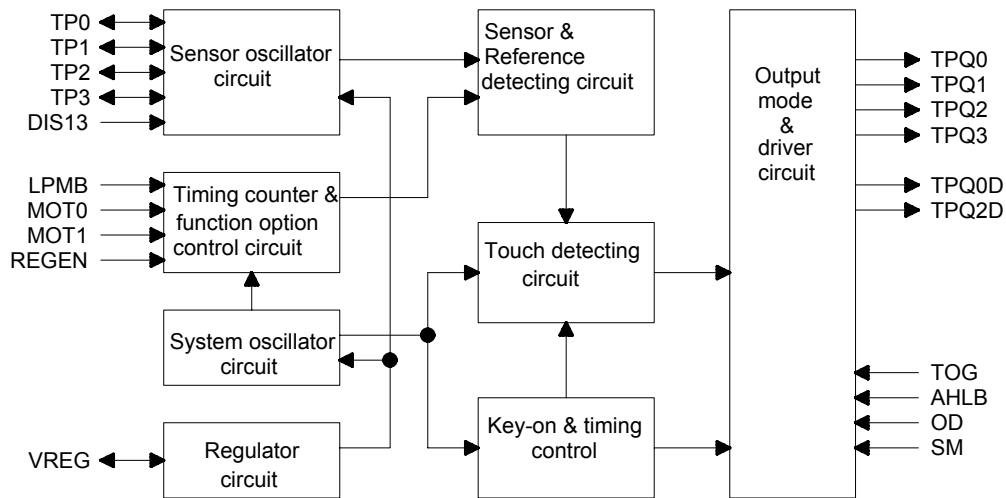 TP0
TP1
TP2
TP3
DIS13
Sensor oscillator
circuit
Sensor &
Reference
detecting circuit
Output
mode
&
driver
circuit
TPQ0
TPQ1
TPQ2
TPQ3
TPQ0D
TPQ2D
LPMB
MOT0
MOT1
REGEN
Timing counter &
function option
control circuit
Touch detecting
circuit
System oscillator
circuit
TOG
AHLB
OD
SM
Key-on & timing
control
VREG
Regulator
circuit